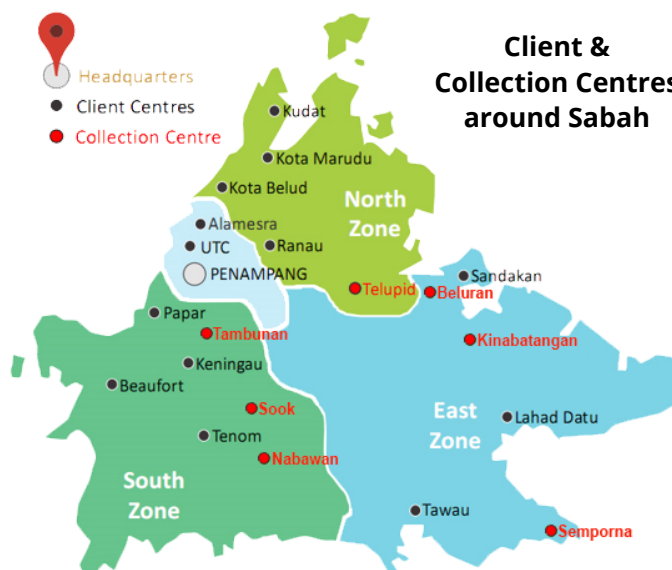 Client &
Collection Centres
around Sabah
Headquarters
Client Centres
Collection Centre
Kudat
Kota Marudu
Kota Belud
North
Zone
Alamesra
UTC
Ranau
PENAMPANG
Telupid
Sandakan
Beluran
Papar
Tambunan
Kinabatangan
Keningau
Beaufort
Sook
East
Zone
Lahad Datu
Tenom
Nabawan
South
Zone
Tawau
Semporna